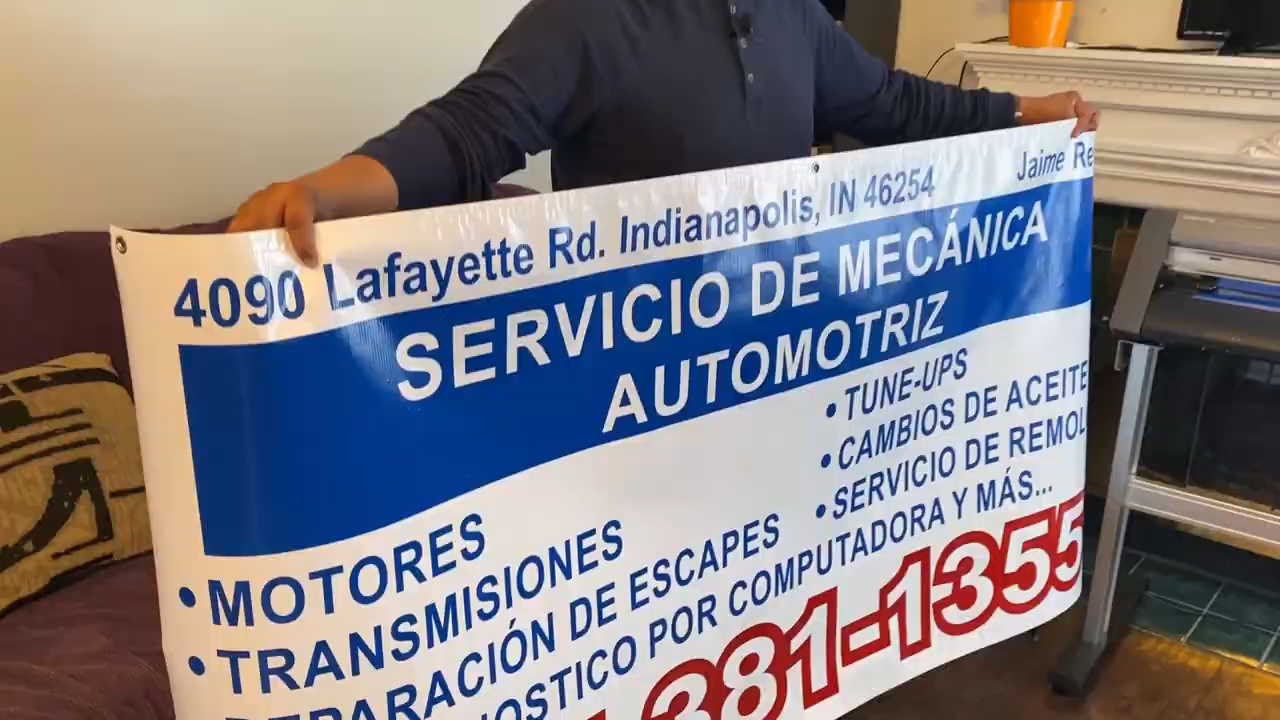 4090 Lafayette Rd. Indianapolis, IN 46254
Jaime
SERVICIO DE MECÁNICA
AUTOMOTRIZ
• MOTORES
• TRANSMISIONES
DE ESCAPES
POR COMPUTADORA Y MÁS...
• TUNE-UPS
• CAMBIOS DE ACEITE
• SERVICIO DE
381-1355